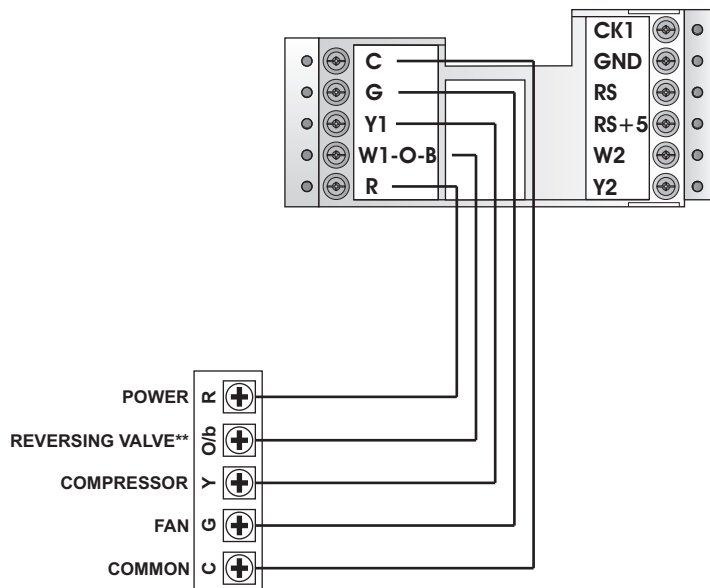 CK1
GND
RS
RS+5
W2
Y2
C
G
Y1
W1-O-B
R
POWER R
REVERSING VALVE** O/b
COMPRESSOR Y
FAN G
COMMON C